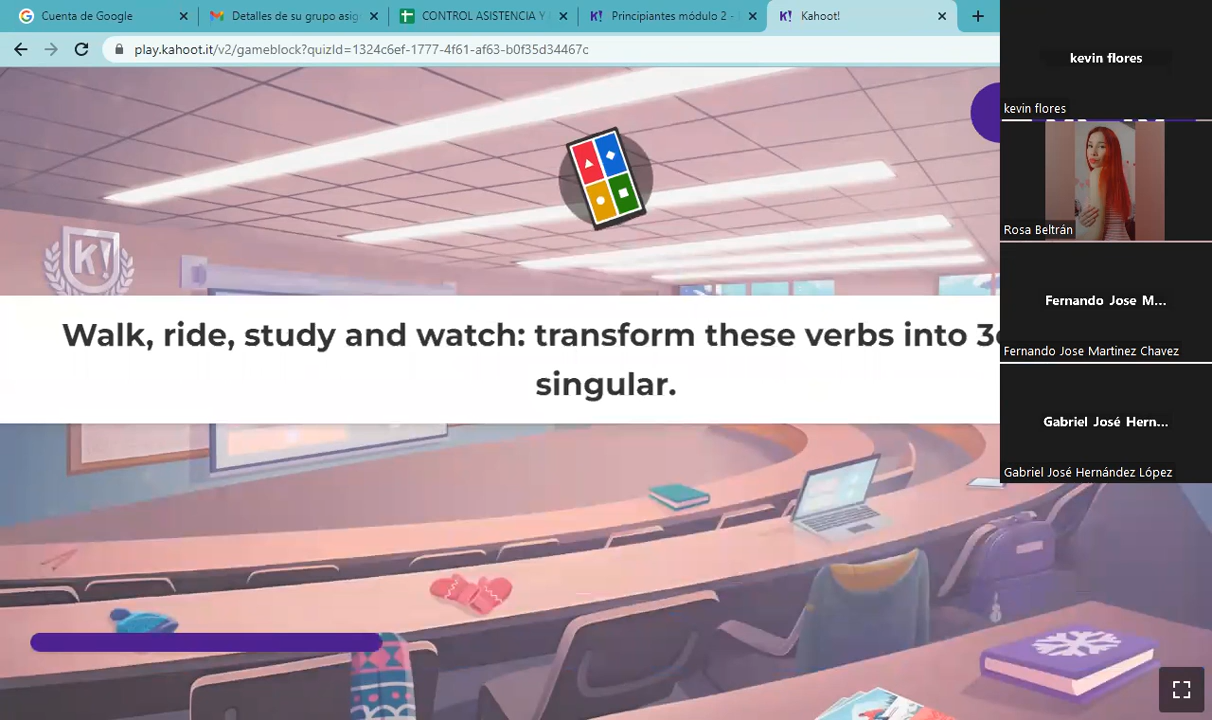 Cuenta de Google
Detalles de su grupo asig
CONTROL ASISTENCIA Y
Principiantes módulo 2 -
Kahoot!
play.kahoot.it/v2/gameblock?quizId=1324c6ef-1777-4f61-af63-b0f35d34467c
K!
Walk, ride, study and watch: transform these verbs into 3
singular.
kevin flores
kevin flores
Rosa Beltrán
Fernando Jose M...
Fernando Jose Martinez Chavez
Gabriel José Hern...
Gabriel José Hernández López